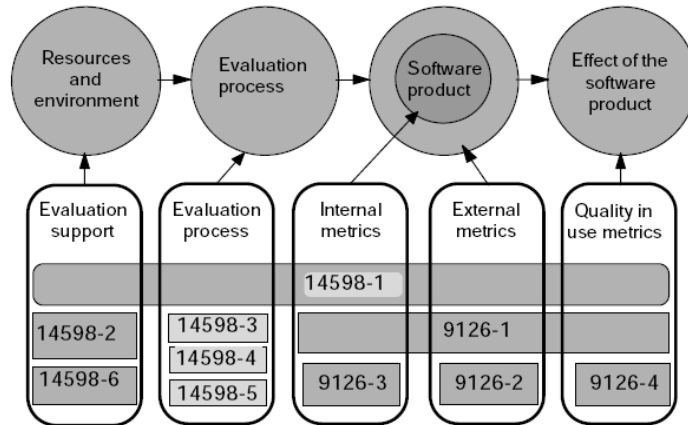 Resources
and
environment
Evaluation
process
Software
product
Effect of the
software
product
Evaluation
support
Evaluation
process
Internal
metrics
External
metrics
Quality in
use metrics
14598-1
14598-2
14598-3
9126-1
14598-4
14598-6
14598-5
9126-3
9126-2
9126-4